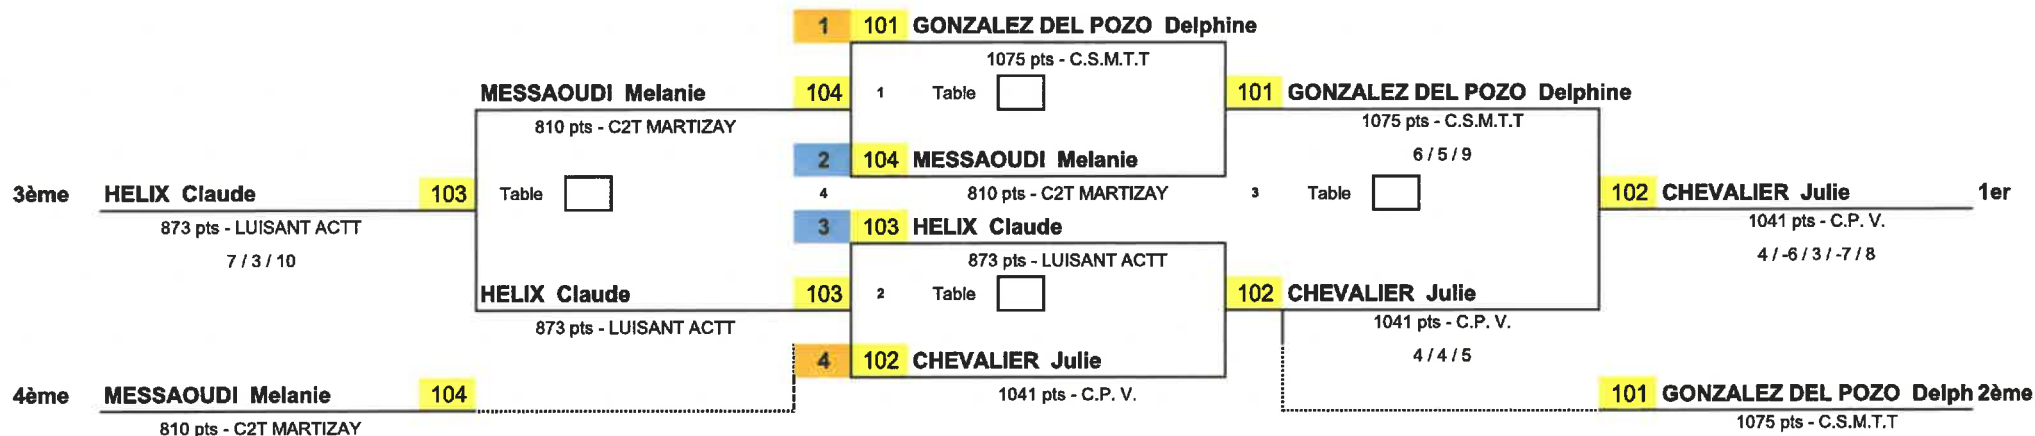 1 101 GONZALEZ DEL POZO Delphine
1075 pts - C.S.M.T.T
MESSAOUDI Melanie 104 1 Table 101 GONZALEZ DEL POZO Delphine
810 pts - C2T MARTIZAY 1075 pts - C.S.M.T.T
2 104 MESSAOUDI Melanie 6 / 5 / 9
3ème HELIX Claude 103 Table 4 810 pts - C2T MARTIZAY 3 Table 102 CHEVALIER Julie 1er
873 pts - LUISANT ACTT 3 103 HELIX Claude 1041 pts - C.P. V.
7 / 3 / 10 873 pts - LUISANT ACTT 4 / -6 / 3 / -7 / 8
HELIX Claude 103 2 Table 102 CHEVALIER Julie
873 pts - LUISANT ACTT 1041 pts - C.P. V.
4 102 CHEVALIER Julie 4 / 4 / 5
4ème MESSAOUDI Melanie 104 1041 pts - C.P. V. 101 GONZALEZ DEL POZO Delph 2ème
810 pts - C2T MARTIZAY 1075 pts - C.S.M.T.T